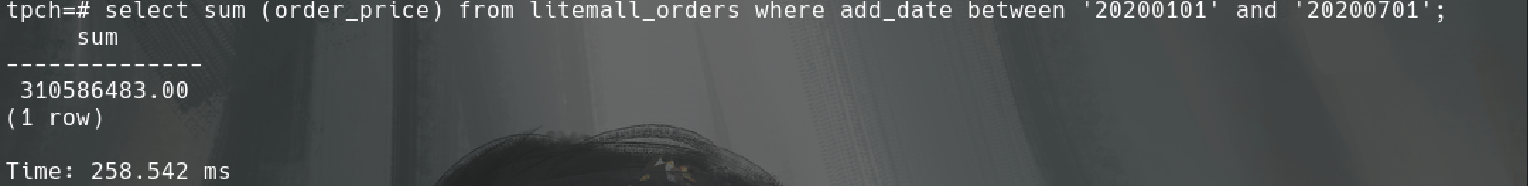 tpch=# select sum (order_price) from litemall_orders where add_date between '20200101' and '20200701';
     sum
--------------
 310586483.00
(1 row)

Time: 258.542 ms